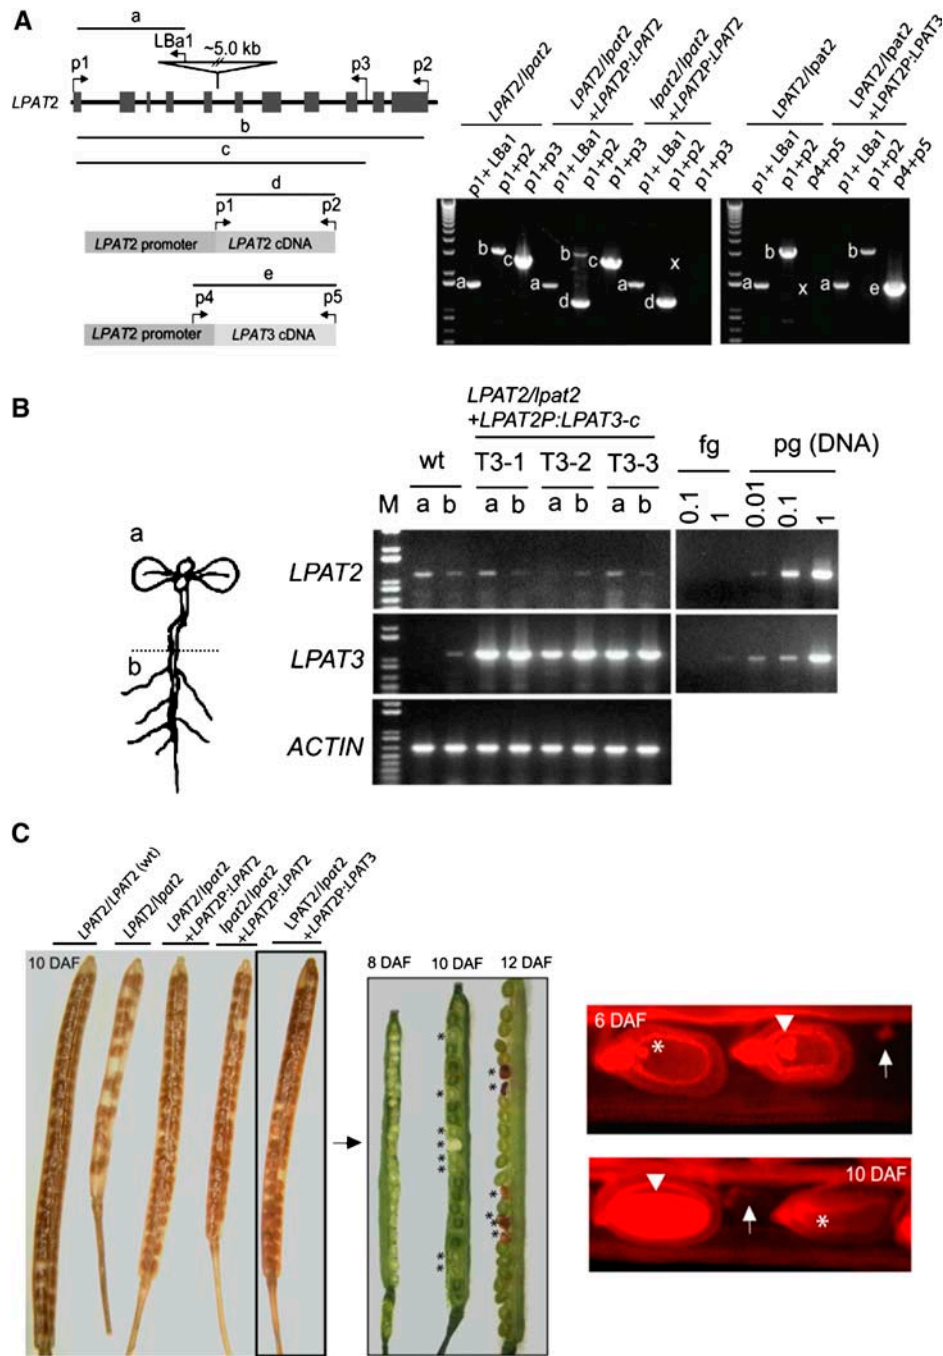 A
a
LBa1
~5.0 kb
p1
p3
p2
LPAT2
b
c
d
p1
p2
LPAT2 promoter
LPAT2 cDNA
e
p4
p5
LPAT2 promoter
LPAT3 cDNA
LPAT2/lpat2
LPAT2/lpat2
+LPAT2P:LPAT2
lpat2/lpat2
+LPAT2P:LPAT2
LPAT2/lpat2
LPAT2/lpat2
+LPAT2P:LPAT3
p1+ LBa1
p1+p2
p1+p3
p1+ LBa1
p1+p2
p1+p3
p1+ LBa1
p1+p2
p1+p3
p1+ LBa1
p1+p2
p4+p5
p1+ LBa1
p1+p2
p4+p5
a
b
c
a
b
d
c
a
d
x
a
b
x
a
b
e
B
LPAT2/lpat2
+LPAT2P:LPAT3-c
wt
T3-1
T3-2
T3-3
fg
pg (DNA)
M
a
b
a
b
a
b
a
b
0.1
1
0.01
0.1
1
a
b
LPAT2
LPAT3
ACTIN
C
LPAT2/LPAT2 (wt)
LPAT2/lpat2
LPAT2/lpat2
+LPAT2P:LPAT2
lpat2/lpat2
+LPAT2P:LPAT2
LPAT2/lpat2
+LPAT2P:LPAT3
10 DAF
8 DAF
10 DAF
12 DAF
*
*
*
*
*
*
*
*
*
*
*
*
*
*
6 DAF
*
10 DAF
*